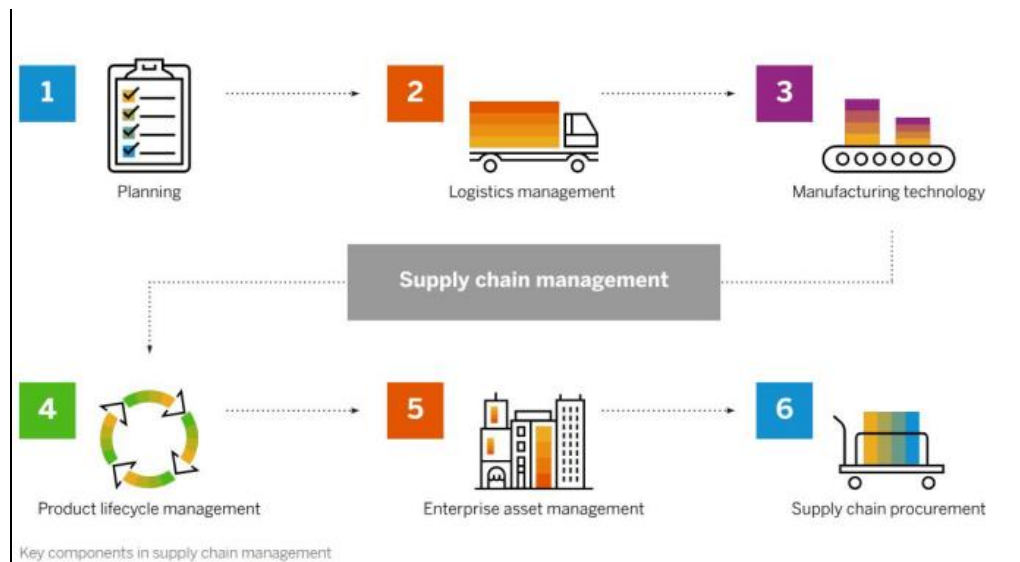 1
Planning
2
Logistics management
3
Manufacturing technology
Supply chain management
4
Product lifecycle management
5
Enterprise asset management
6
Supply chain procurement
Key components in supply chain management